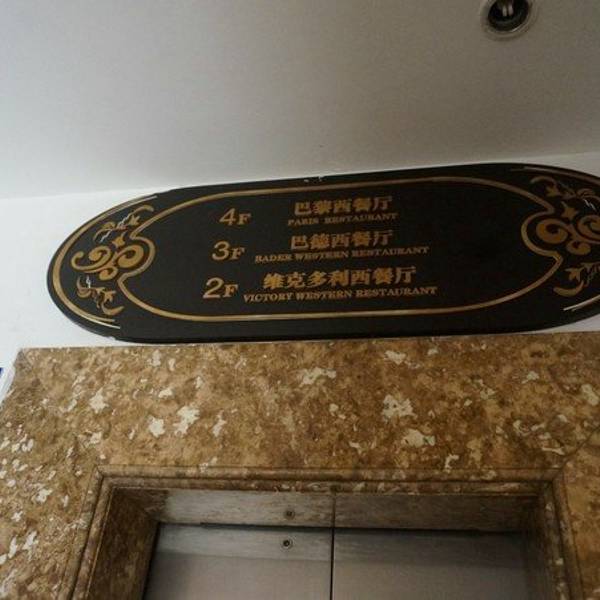 4F 巴黎西餐厅
PARIS RESTAURANT
3F 巴德西餐厅
BADER WESTERN RESTAURANT
2F 维克多利西餐厅
VICTORY WESTERN RESTAURANT